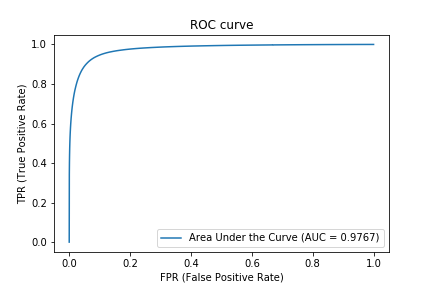 ROC curve
1.0
0.8
0.6
0.4
0.2
0.0
TPR (True Positive Rate)
Area Under the Curve (AUC = 0.9767)
0.0 0.2 0.4 0.6 0.8 1.0
FPR (False Positive Rate)